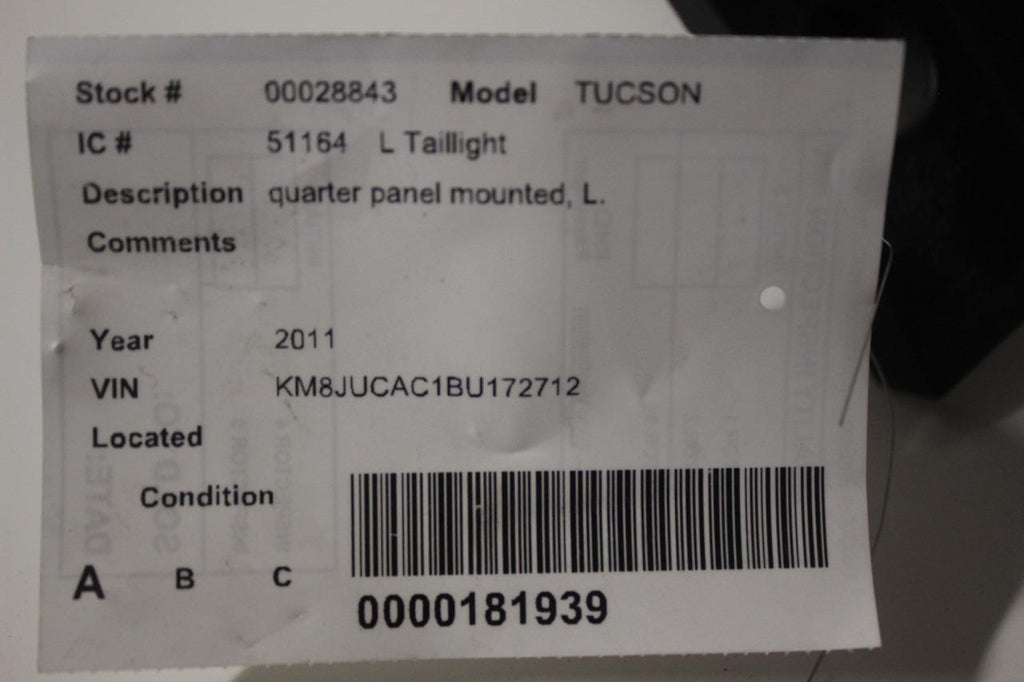 Stock # 00028843 Model TUCSON
IC # 51164 L Taillight
Description quarter panel mounted, L.
Comments
Year 2011
VIN KM8JUCAC1BU172712
Located
Condition
A B C
0000181939